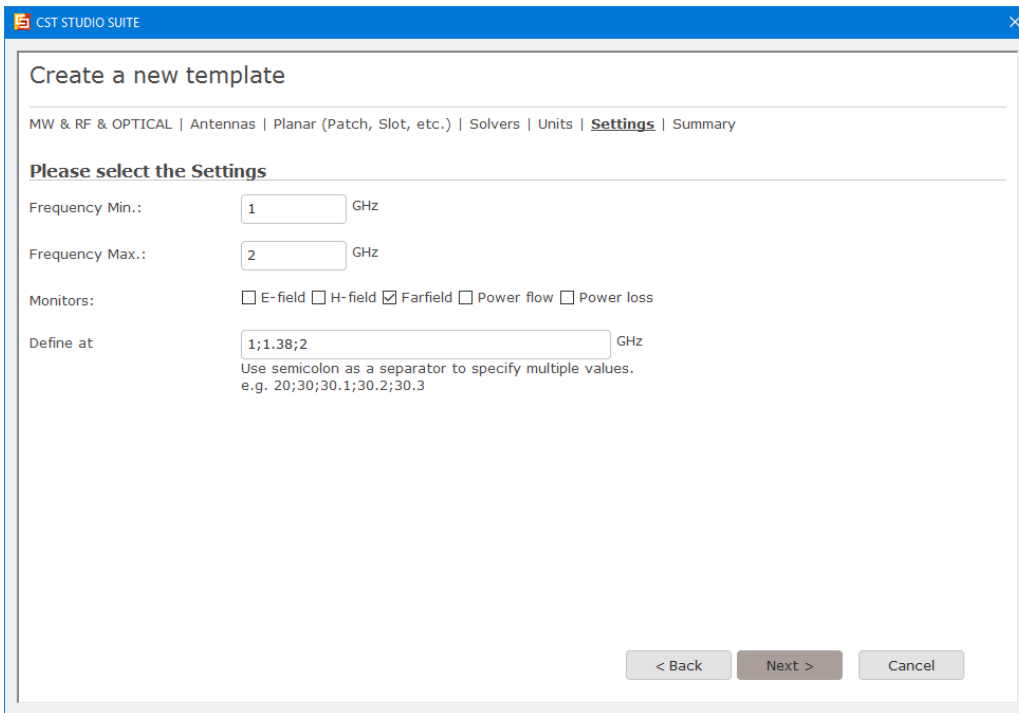 CST STUDIO SUITE
Create a new template
MW & RF & OPTICAL | Antennas | Planar (Patch, Slot, etc.) | Solvers | Units | Settings | Summary
Please select the Settings
Frequency Min.: 1 GHz
Frequency Max.: 2 GHz
Monitors: E-field H-field Farfield Power flow Power loss
Define at 1;1.38;2 GHz
Use semicolon as a separator to specify multiple values.
e.g. 20;30;30.1;30.2;30.3
< Back Next > Cancel